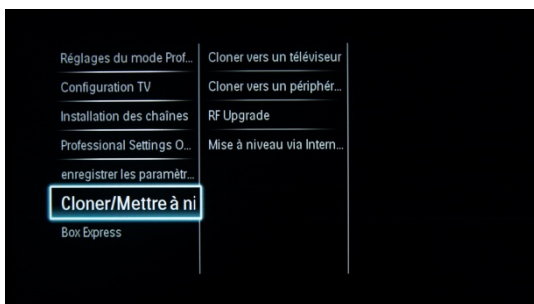 Réglages du mode Prof...
Configuration TV
Installation des chaînes
Professional Settings O...
enregistrer les paramètr...
Cloner/Mettre à ni
Box Express
Cloner vers un téléviseur
Cloner vers un périphér...
RF Upgrade
Mise à niveau via Intern...